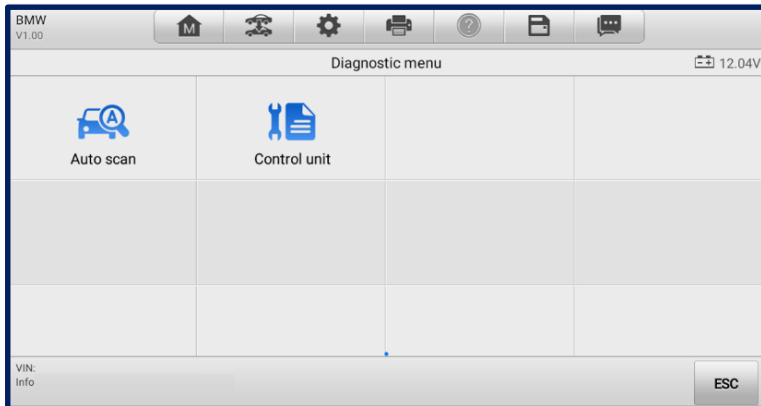 BMW
V1.00
M
?
Diagnostic menu
12.04V
A
Auto scan
Control unit
VIN:
Info
ESC